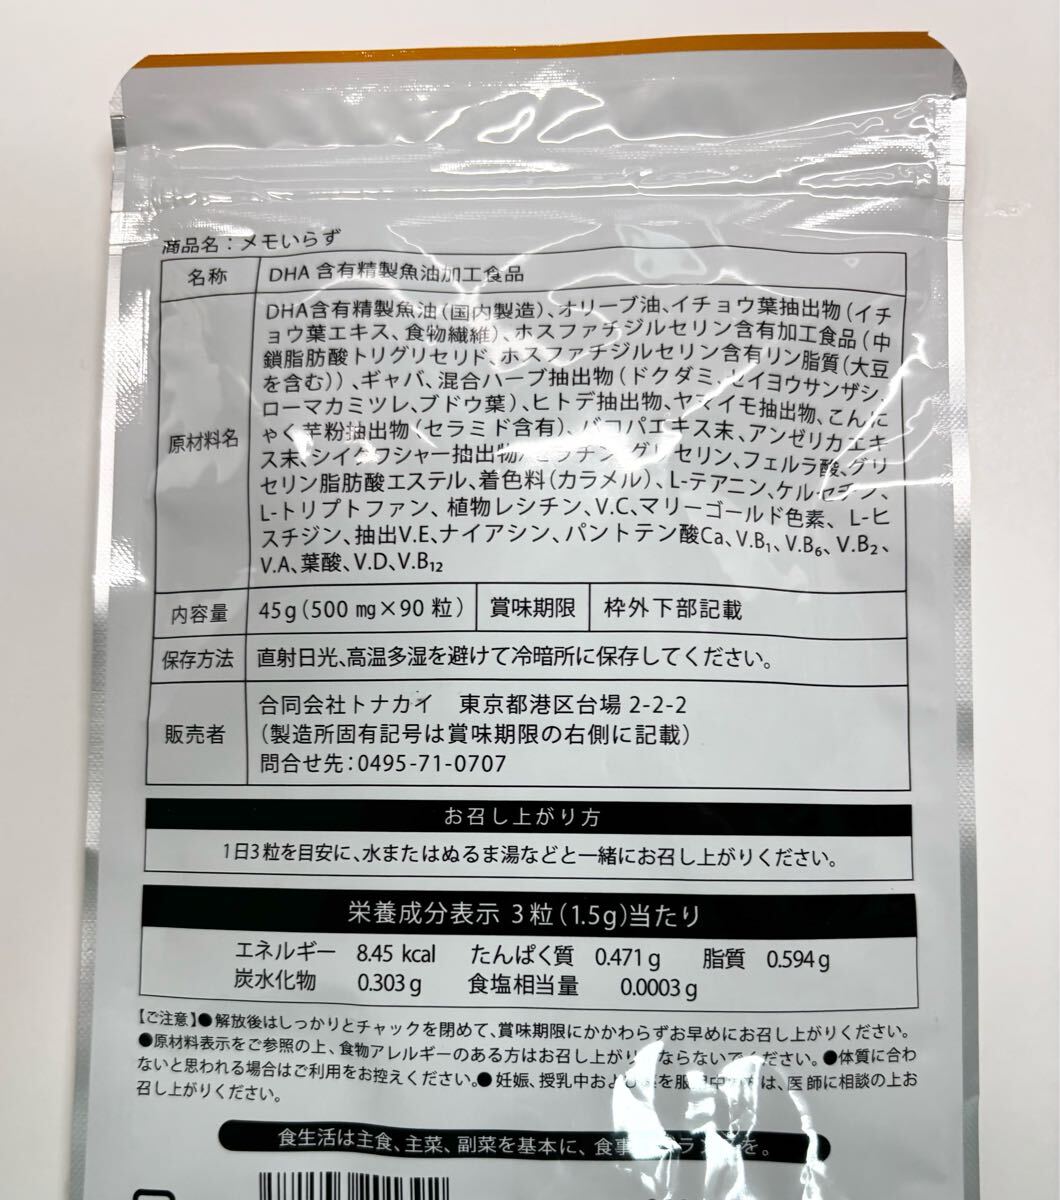 商品名：メモいらず
名称 DHA 含有精製魚油加工食品
DHA含有精製魚油（国内製造）、オリーブ油、イチョウ葉抽出物（イチ
ョウ葉エキス、食物繊維）、ホスファチジルセリン含有加工食品（中
鎖脂肪酸トリグリセリド、ホスファチジルセリン含有リン脂質（大豆
を含む））、ギャバ、混合ハーブ抽出物（ドクダミ、セイヨウサンザシ、
ローマカミツレ、ブドウ葉）、ヒトデ抽出物、ヤマイモ抽出物、こんに
原材料名 ゃく芋粉抽出物（セラミド含有）、バコパエキス末、アンゼリカエキ
ス末、シイクワシャー抽出物/ゼラチン、グリセリン、フェルラ酸、グリ
セリン脂肪酸エステル、着色料（カラメル）、L-テアニン、ケルセチン、
L-トリプトファン、植物レシチン、V.C、マリーゴールド色素、L-ヒ
スチジン、抽出V.E、ナイアシン、パントテン酸Ca、V.B₁、V.B₆、V.B₂、
V.A、葉酸、V.D、V.B₁₂
内容量 45g（500 mg×90 粒） 賞味期限 枠外下部記載
保存方法 直射日光、高温多湿を避けて冷暗所に保存してください。
合同会社トナカイ 東京都港区台場 2-2-2
販売者 （製造所固有記号は賞味期限の右側に記載）
問合せ先：0495-71-0707
お召し上がり方
1日3粒を目安に、水またはぬるま湯などと一緒にお召し上がりください。
栄養成分表示 3粒（1.5g）当たり
エネルギー 8.45 kcal たんぱく質 0.471 g 脂質 0.594 g
炭水化物 0.303 g 食塩相当量 0.0003 g
【ご注意】●解放後はしっかりとチャックを閉めて、賞味期限にかかわらずお早めにお召し上がりください。
●原材料表示をご参照の上、食物アレルギーのある方はお召し上がりにならないでください。●体質に合わ
ないと思われる場合はご利用をお控えください。●妊娠、授乳中および薬を服用中の方は、医師に相談の上お
召し上がりください。
食生活は主食、主菜、副菜を基本に、食事のバランスを。